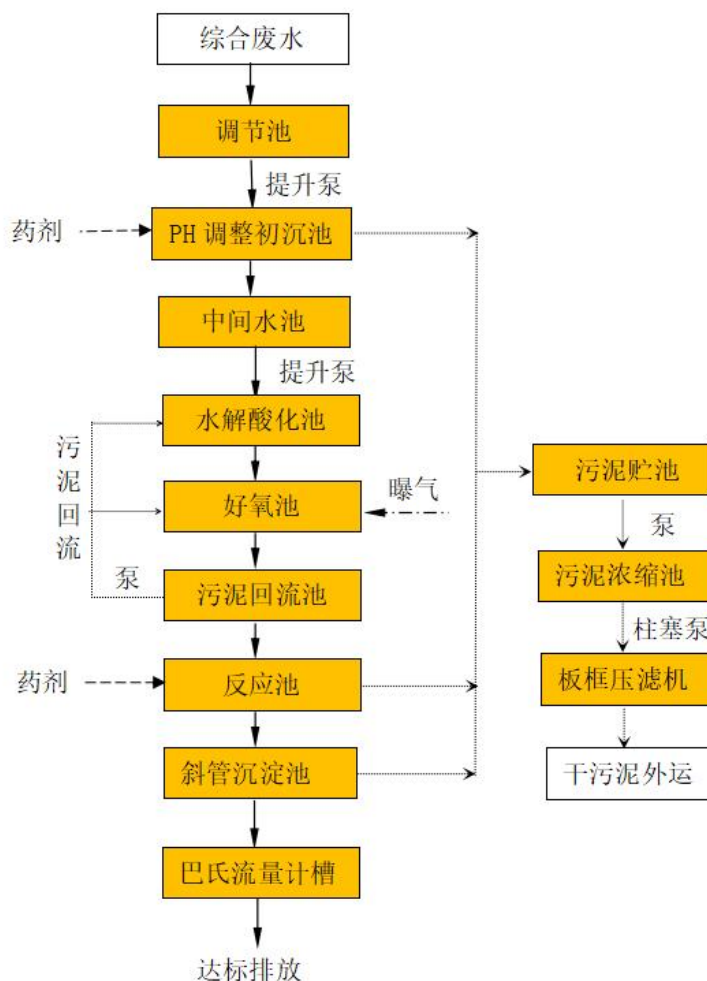 综合废水
调节池
提升泵
药剂
PH 调整初沉池
中间水池
提升泵
水解酸化池
污泥回流
好氧池
曝气
泵
污泥回流池
药剂
反应池
斜管沉淀池
巴氏流量计槽
达标排放
污泥贮池
泵
污泥浓缩池
柱塞泵
板框压滤机
干污泥外运